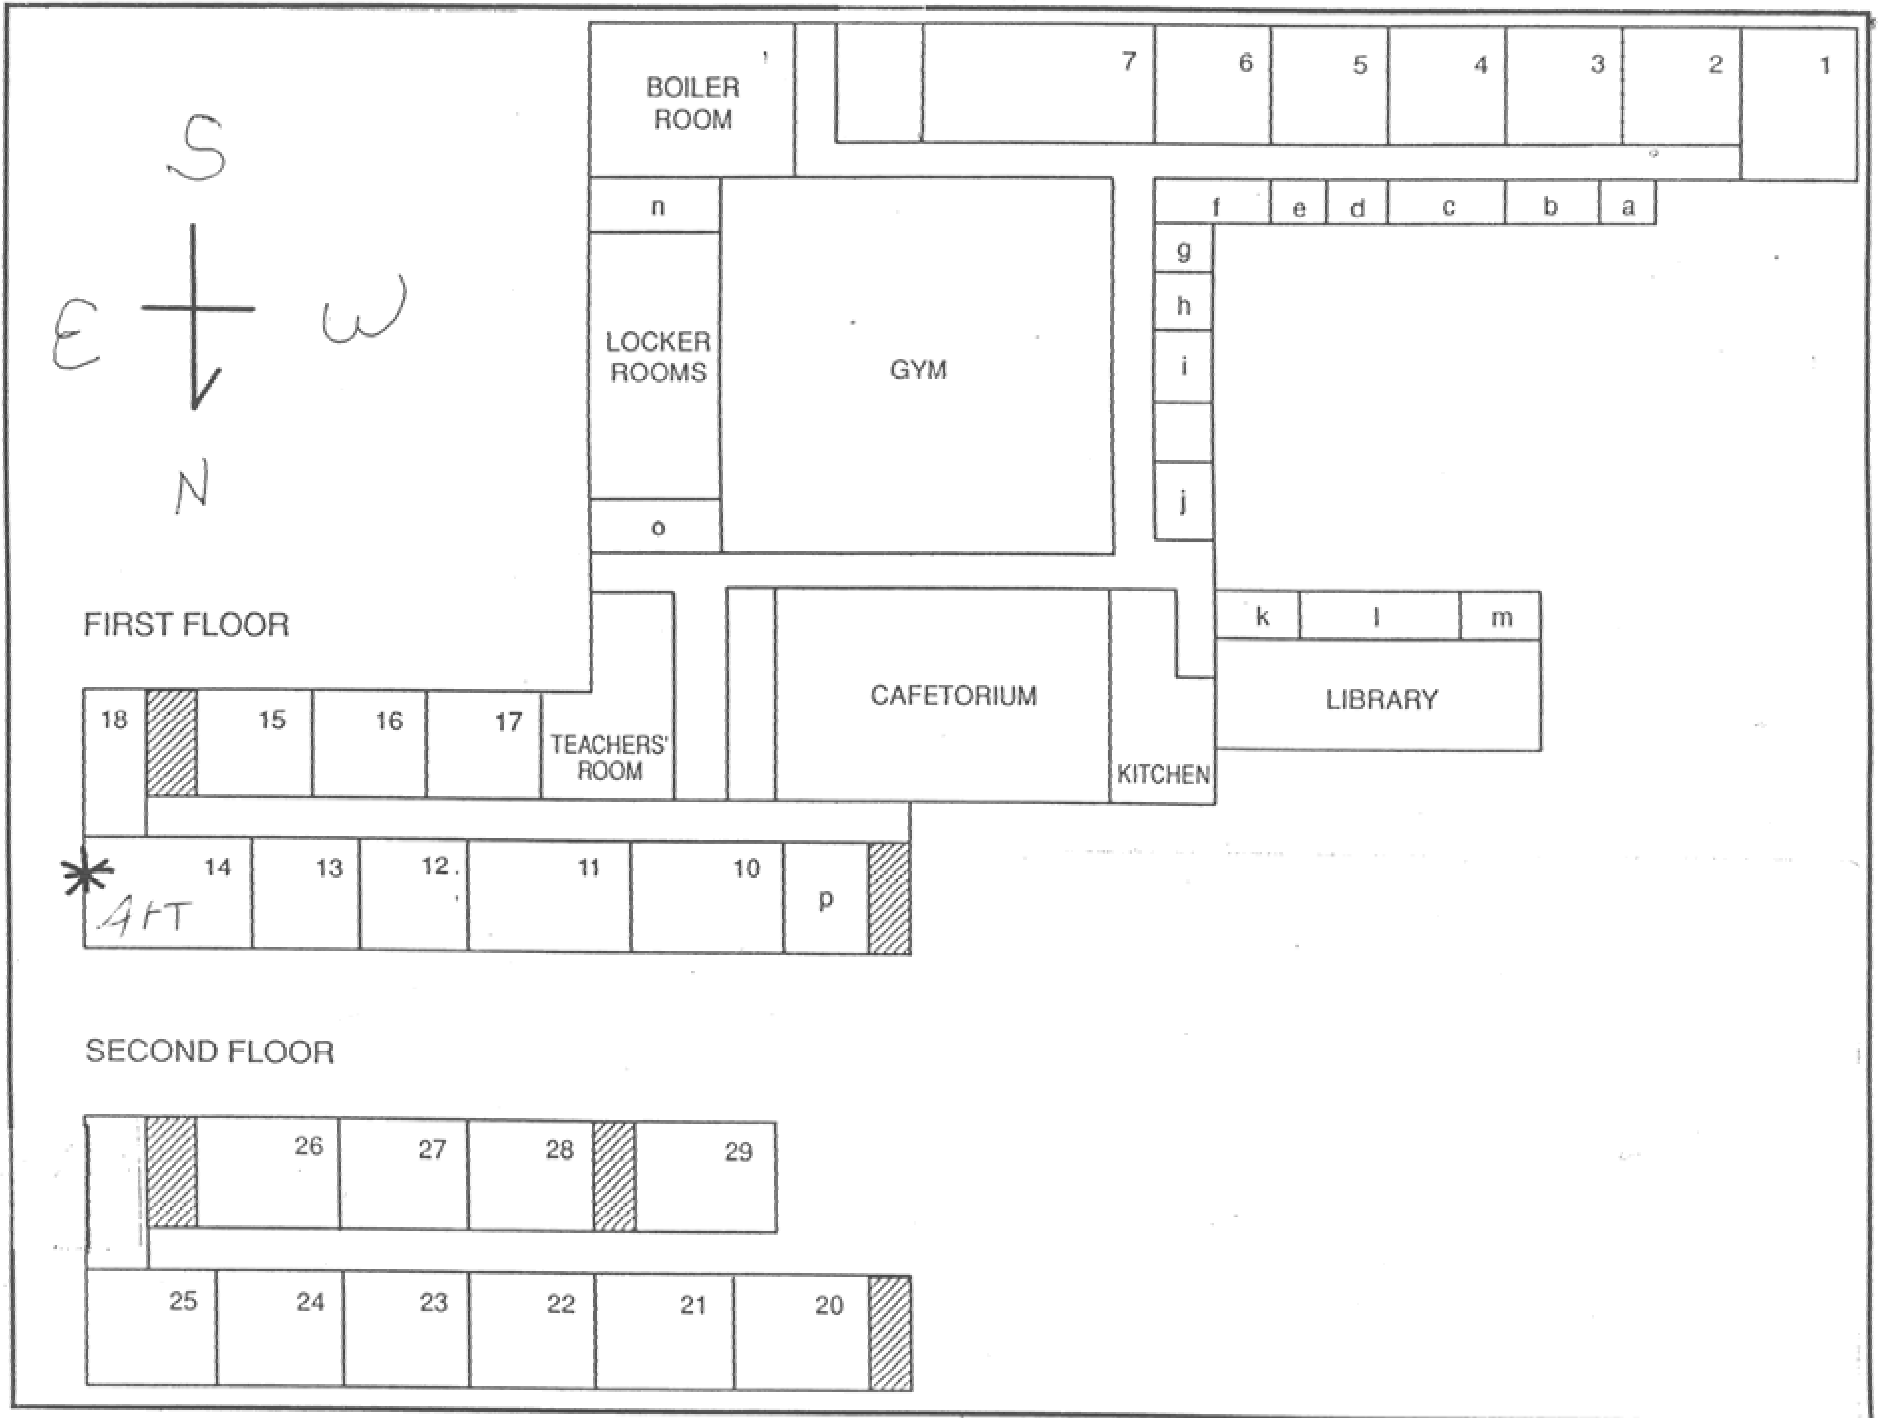 BOILER
ROOM
7 6 5 4 3 2 1
S
n
f e d c b a
g
h
E W
LOCKER
ROOMS
GYM
i
N
j
o
FIRST FLOOR
k l m
CAFETORIUM
LIBRARY
18 15 16 17
TEACHERS'
ROOM
KITCHEN
14 13 12. 11 10
p
Art
SECOND FLOOR
26 27 28 29
25 24 23 22 21 20